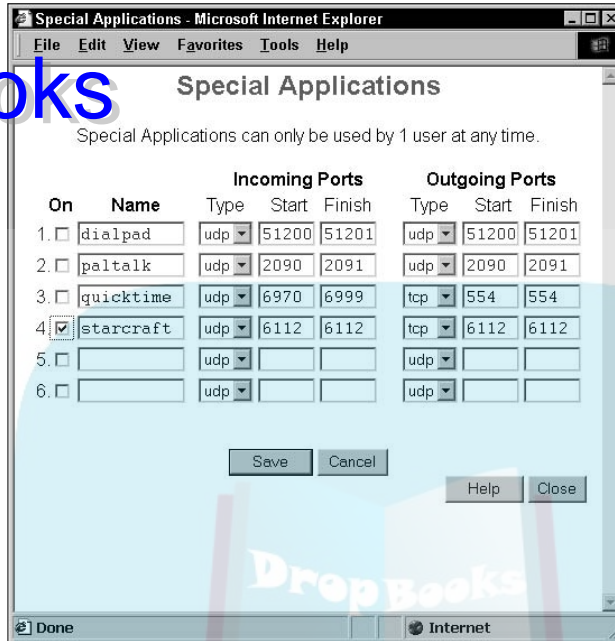 Special Applications - Microsoft Internet Explorer
File Edit View Favorites Tools Help
oks
Special Applications
Special Applications can only be used by 1 user at any time.
Incoming Ports Outgoing Ports
On Name Type Start Finish Type Start Finish
1. dialpad udp 51200 51201 udp 51200 51201
2. paltalk udp 2090 2091 udp 2090 2091
3. quicktime udp 6970 6999 tcp 554 554
4. starcraft udp 6112 6112 tcp 6112 6112
5. udp udp
6. udp udp
Save Cancel
Help Close
DropBooks
Done Internet